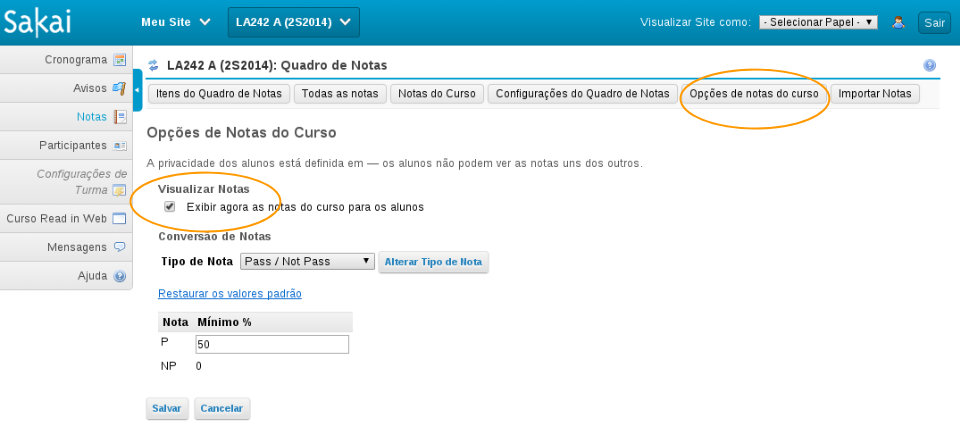 Sakai Meu Site LA242 A (2S2014) Visualizar Site como: - Selecionar Papel - Sair
Cronograma
Avisos
Notas
Participantes
Configurações de
Turma
Curso Read in Web
Mensagens
Ajuda
LA242 A (2S2014): Quadro de Notas
Itens do Quadro de Notas Todas as notas Notas do Curso Configurações do Quadro de Notas Opções de notas do curso Importar Notas
Opções de Notas do Curso
A privacidade dos alunos está definida em — os alunos não podem ver as notas uns dos outros.
Visualizar Notas
Exibir agora as notas do curso para os alunos
Conversão de Notas
Tipo de Nota Pass / Not Pass Alterar Tipo de Nota
Restaurar os valores padrão
Nota Mínimo %
P 50
NP 0
Salvar Cancelar